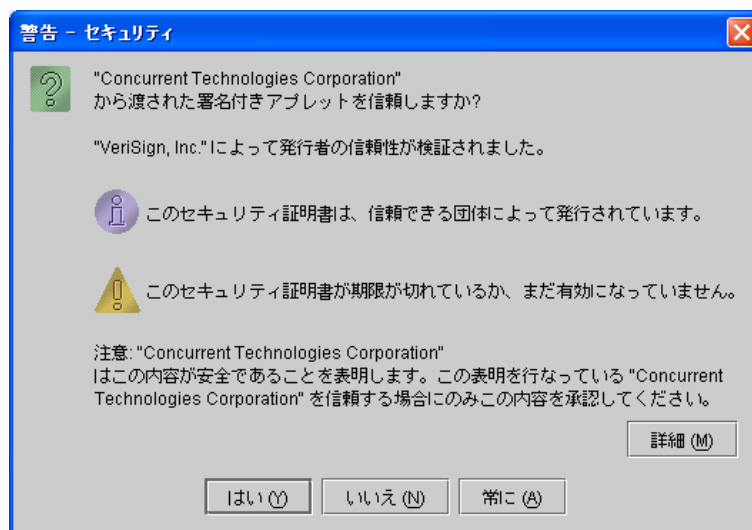 警告 - セキュリティ
"Concurrent Technologies Corporation"
から渡された署名付きアプレットを信頼しますか?
"VeriSign, Inc." によって発行者の信頼性が検証されました。
このセキュリティ証明書は、信頼できる団体によって発行されています。
このセキュリティ証明書が期限が切れているか、まだ有効になっていません。
注意: "Concurrent Technologies Corporation"
はこの内容が安全であることを表明します。この表明を行なっている "Concurrent
Technologies Corporation" を信頼する場合にのみこの内容を承認してください。
詳細 (M)
はい (Y) いいえ (N) 常に (A)